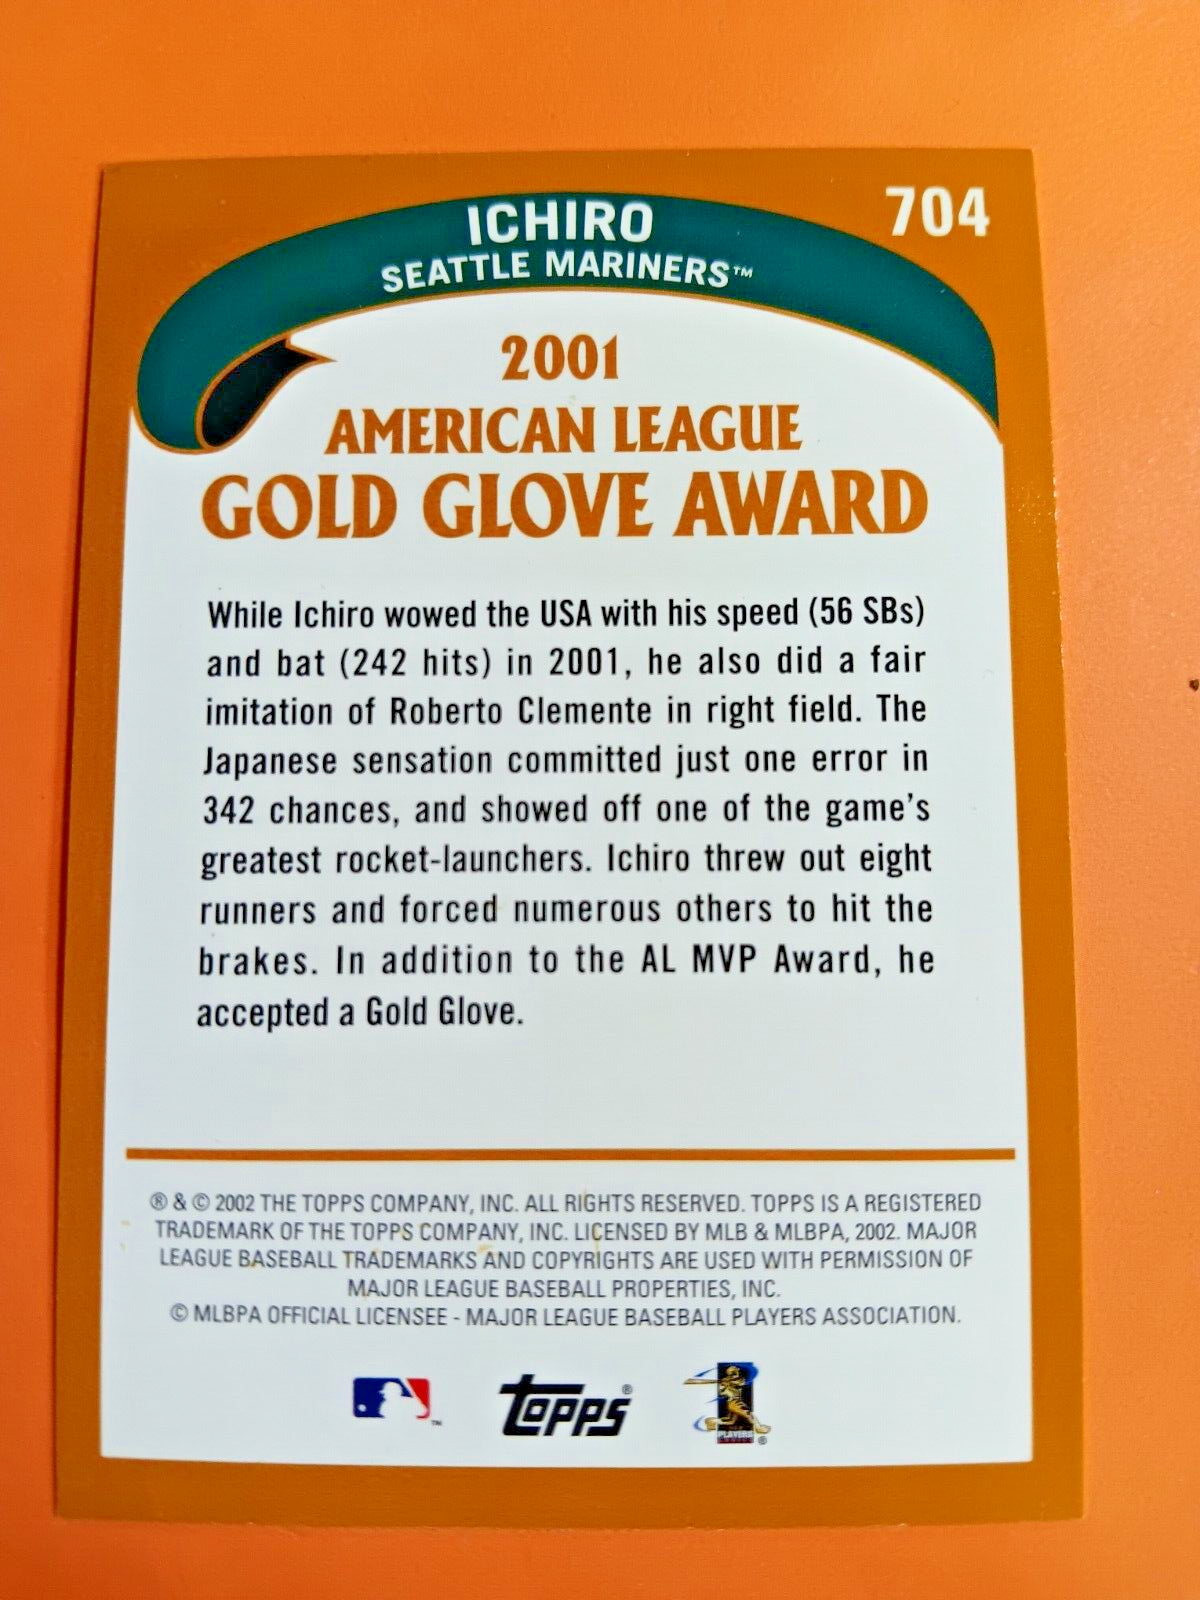 704
ICHIRO
SEATTLE MARINERS™
2001
AMERICAN LEAGUE
GOLD GLOVE AWARD
While Ichiro wowed the USA with his speed (56 SBs)
and bat (242 hits) in 2001, he also did a fair
imitation of Roberto Clemente in right field. The
Japanese sensation committed just one error in
342 chances, and showed off one of the game's
greatest rocket-launchers. Ichiro threw out eight
runners and forced numerous others to hit the
brakes. In addition to the AL MVP Award, he
accepted a Gold Glove.
® & © 2002 THE TOPPS COMPANY, INC. ALL RIGHTS RESERVED. TOPPS IS A REGISTERED
TRADEMARK OF THE TOPPS COMPANY, INC. LICENSED BY MLB & MLBPA, 2002. MAJOR
LEAGUE BASEBALL TRADEMARKS AND COPYRIGHTS ARE USED WITH PERMISSION OF
MAJOR LEAGUE BASEBALL PROPERTIES, INC.
© MLBPA OFFICIAL LICENSEE - MAJOR LEAGUE BASEBALL PLAYERS ASSOCIATION.
™ Topps® PLAYERS ®